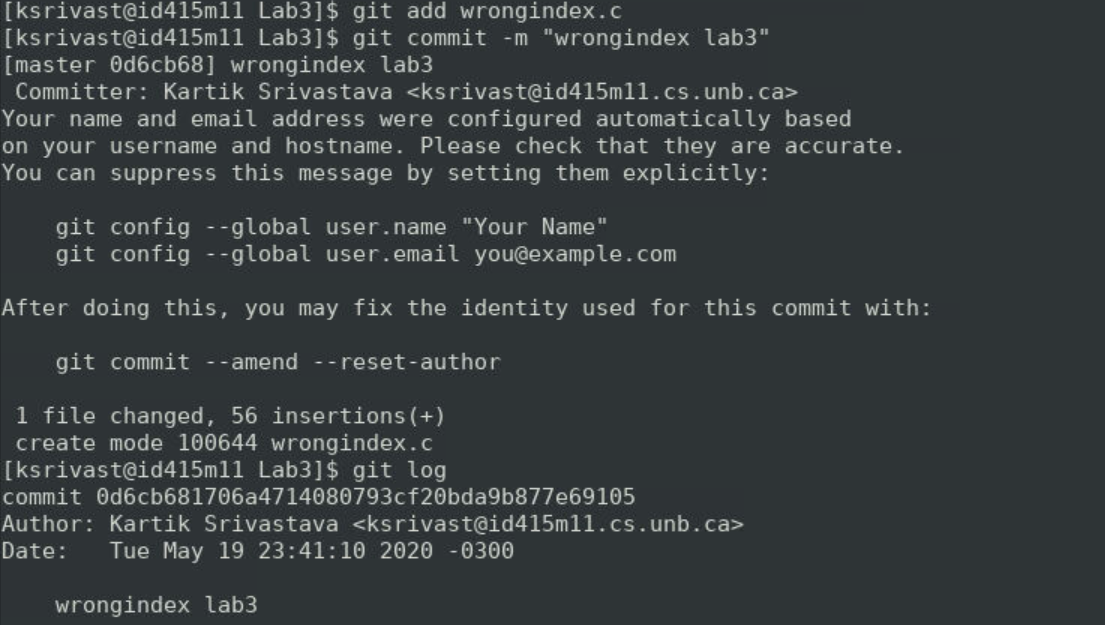 [ksrivast@id415m11 Lab3]$ git add wrongindex.c
[ksrivast@id415m11 Lab3]$ git commit -m "wrongindex lab3"
[master 0d6cb68] wrongindex lab3
 Committer: Kartik Srivastava <ksrivast@id415m11.cs.unb.ca>
Your name and email address were configured automatically based
on your username and hostname. Please check that they are accurate.
You can suppress this message by setting them explicitly:

    git config --global user.name "Your Name"
    git config --global user.email you@example.com

After doing this, you may fix the identity used for this commit with:

    git commit --amend --reset-author

 1 file changed, 56 insertions(+)
 create mode 100644 wrongindex.c
[ksrivast@id415m11 Lab3]$ git log
commit 0d6cb681706a4714080793cf20bda9b877e69105
Author: Kartik Srivastava <ksrivast@id415m11.cs.unb.ca>
Date:   Tue May 19 23:41:10 2020 -0300

    wrongindex lab3